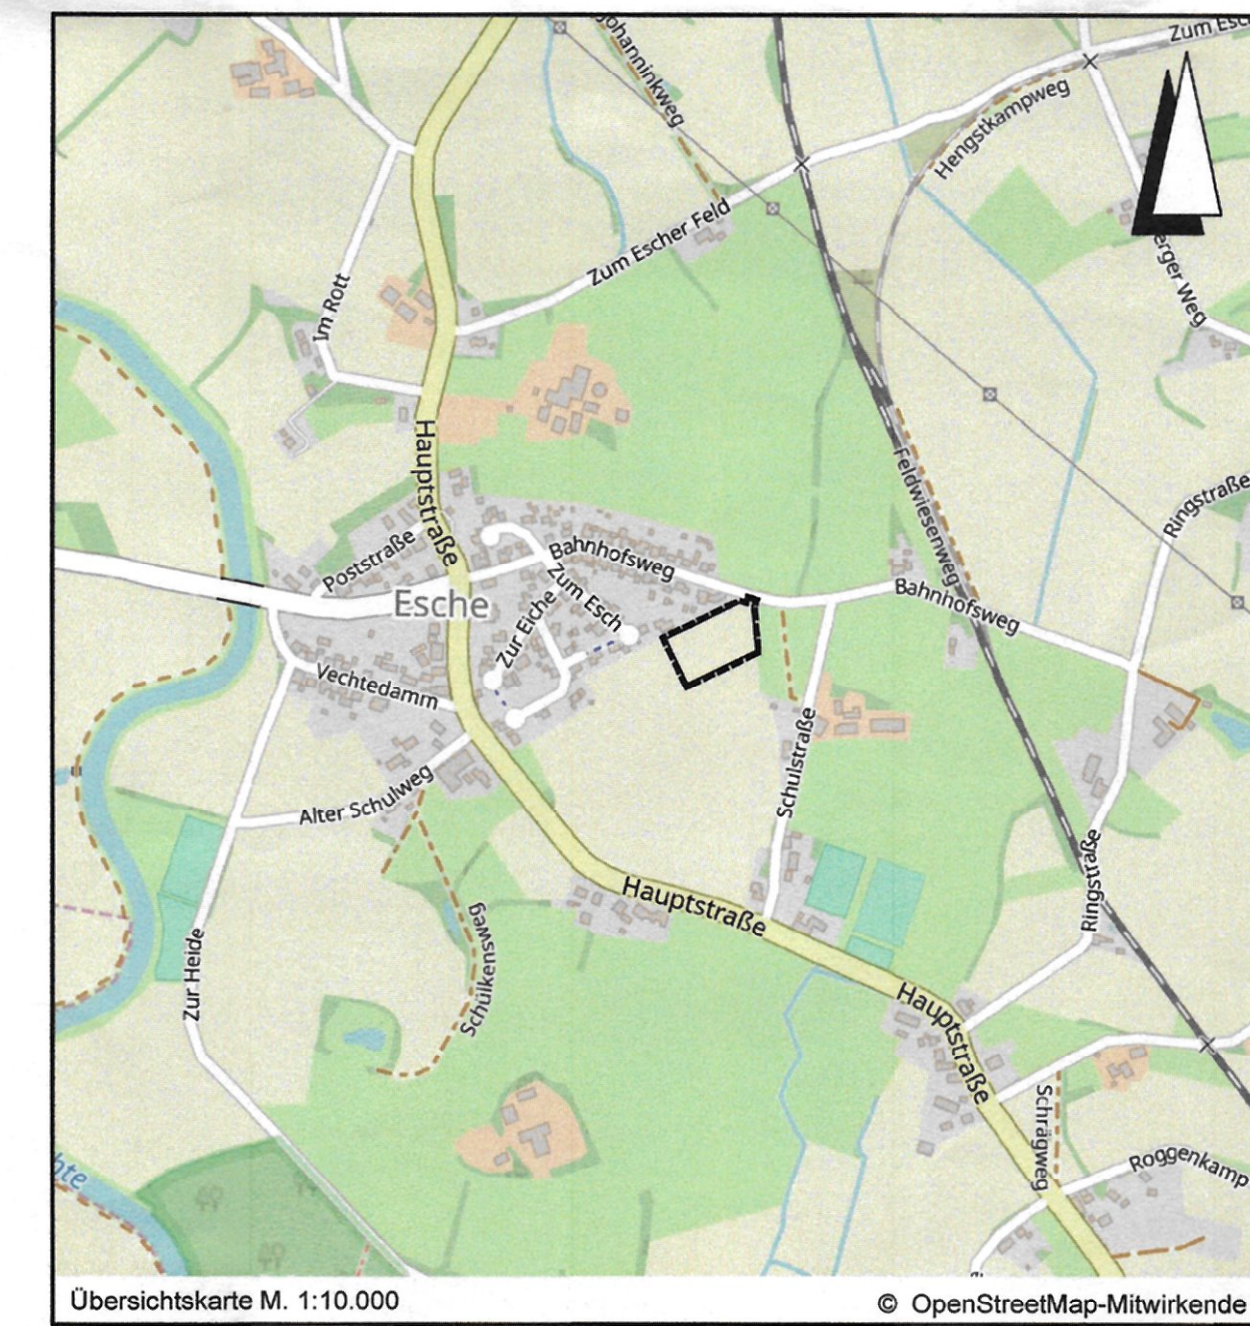 Johanninkweg
Zum Esc
Hengstkampweg
Zum Escher Feld
erger Weg
Im Rott
Hauptstraße
Feldwiesenweg
Ringstraße
Poststraße
Bahnhofsweg
Zum Esch
Esche
Zur Eiche
Bahnhofsweg
Vechtedamm
Schulstraße
Alter Schulweg
Hauptstraße
Ringstraße
Schülkensweg
Zur Heide
Hauptstraße
Schrägweg
Roggenkamp
hte
Übersichtskarte M. 1:10.000
© OpenStreetMap-Mitwirkende